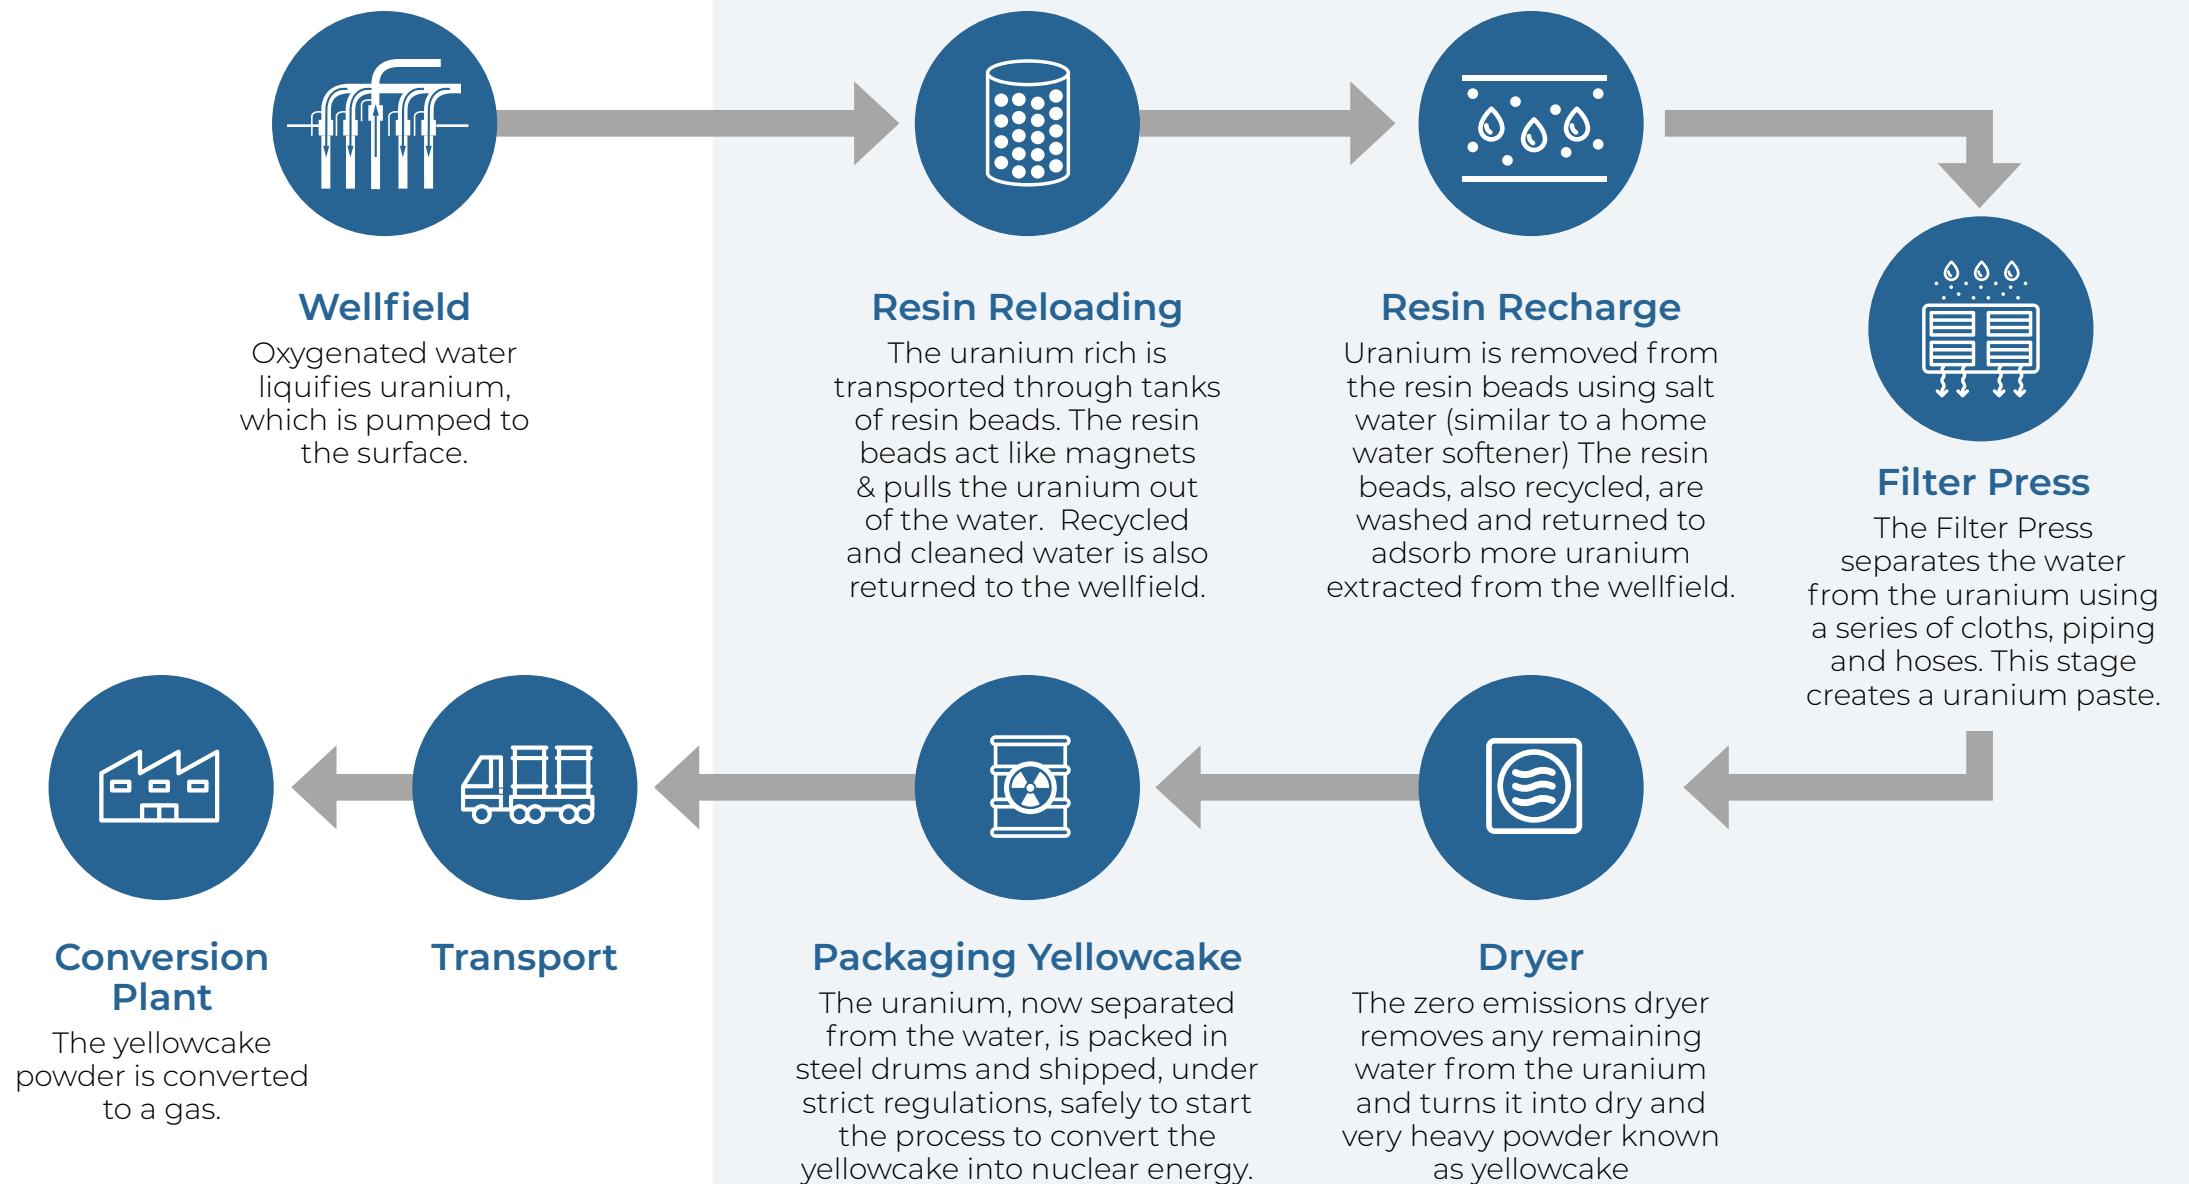 Wellfield
Oxygenated water
liquifies uranium,
which is pumped to
the surface.
Resin Reloading
The uranium rich is
transported through tanks
of resin beads. The resin
beads act like magnets
& pulls the uranium out
of the water. Recycled
and cleaned water is also
returned to the wellfield.
Resin Recharge
Uranium is removed from
the resin beads using salt
water (similar to a home
water softener) The resin
beads, also recycled, are
washed and returned to
adsorb more uranium
extracted from the wellfield.
Filter Press
The Filter Press
separates the water
from the uranium using
a series of cloths, piping
and hoses. This stage
creates a uranium paste.
Dryer
The zero emissions dryer
removes any remaining
water from the uranium
and turns it into dry and
very heavy powder known
as yellowcake
Packaging Yellowcake
The uranium, now separated
from the water, is packed in
steel drums and shipped, under
strict regulations, safely to start
the process to convert the
yellowcake into nuclear energy.
Transport
Conversion
Plant
The yellowcake
powder is converted
to a gas.